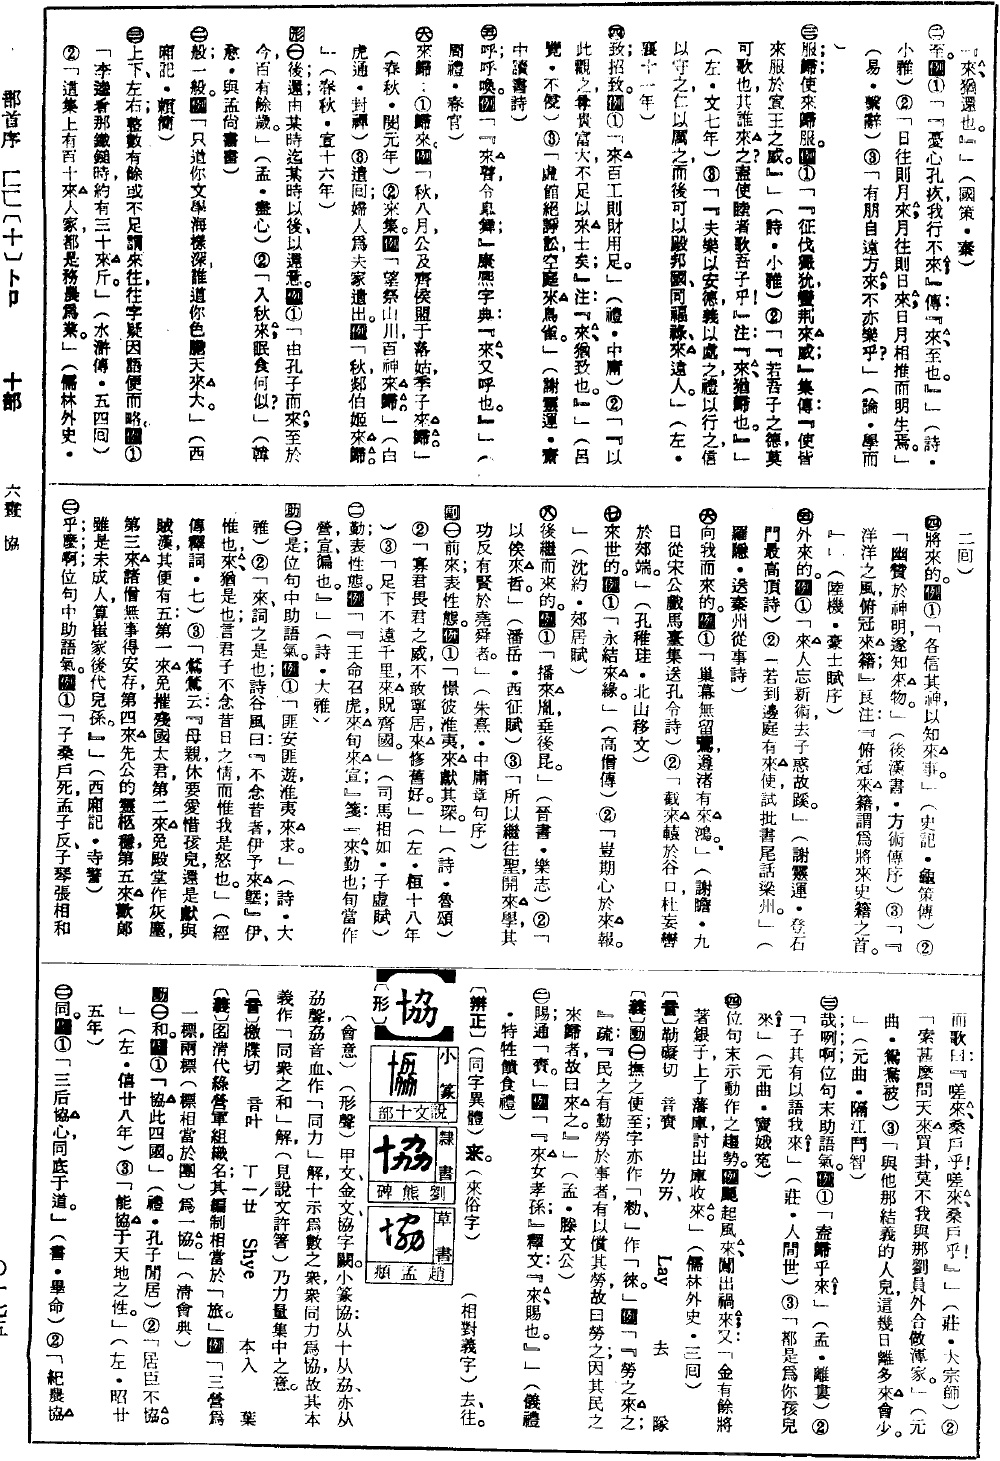 『來猶還也。』」(國策・秦)
㊂至。例①「『憂心孔疚，我行不來』傳『來至也。』」(詩・
小雅)②「日往則月來，月往則日來，日月相推而明生焉。」
(易・繫辭)③「有朋自遠方來，不亦樂乎？」(論・學而
)
㊂服歸；使來歸服。例①「『征伐玁狁，蠻荆來威』集傳：『使皆
來服於宣王之威。』」(詩・小雅)②「『若吾子之德，莫
可歌也，其誰來之？盍使睦者歌吾子乎！』注：『來猶歸也。』」
(左・文七年)③「『夫樂以安德，義以處之，禮以行之，信
以守之，仁以厲之，而後可以殿邦國，同福祿，來遠人。」(左・
襄十一年)
㊃致；招致。例①「來百工則財用足。」(禮・中庸)②「『以
此觀之，尊貴富大不足以來士矣』注：『來猶致也。』」(呂
覽・不侵)③「虛館絕諍訟，空庭來鳥雀。」(謝靈運・齋
中讀書詩)
㊄呼；呼喚。例「『來瞽令臯舞』康熙字典：『來又呼也。』」(
周禮・春官)
㊅來歸：①歸來。例「秋八月，公及齊侯盟于落姑，季子來歸」
(春秋・閔元年)②來集。例「望祭山川，百神來歸」(白
虎通・封禪)③遣回；婦人爲夫家遣出。例「秋，郯伯姬來歸。
」(春秋・宣十六年)
形㊀後；還；由某時迄某時以後、以還意。例①「由孔子而來至於
今，百有餘歲。」(孟・盡心)②「入秋來，眠食何似？」(韓
愈・與孟尙書書)
㊁般；一般。例「只道你文學海樣深，誰道你色膽天來大。」(西
廂記・賴簡)
㊂上下、左右；整數有餘或不足謂來往，往字疑因語便而略。例①
「李逵看那鐵鎚時，約有三十來斤。」(水滸傳・五四回)
②「這集上有百十來人家，都是務農爲業。」(儒林外史・
二回)
㊃將來的。例①「各信其神，以知來事。」(史記・龜策傳)②
「幽贊於神明，遂知來物。」(後漢書・方術傳序)③「『
洋洋之風，俯冠來籍』良注：『俯冠來籍，謂爲將來史籍之首。
』」(陸機・豪士賦序)
㊄外來的。例①「來人忘新術，去子惑故蹊。」(謝靈運・登石
門最高頂詩)②「若到邊庭有來使，試批書尾話梁州。」(
羅隱・送秦州從事詩)
㊅向我而來的。例①「巢幕無留鷰，遵渚有來鴻。」(謝瞻・九
日從宋公戲馬臺集送孔令詩)②「截來轅於谷口，杜妄轡
於郊端。」(孔稚珪・北山移文)
㊆來世的。例①「永結來緣。」(高僧傳)②「豈期心於來報。
」(沈約・郊居賦)
㊇後繼而來的。例①「播來胤，垂後昆。」(晉書・樂志)②「
以俟來哲。」(潘岳・西征賦)③「所以繼往聖，開來學，其
功反有賢於堯舜者。」(朱熹・中庸章句序)
副㊀前來；表性態。例①「憬彼淮夷，來獻其琛。」(詩・魯頌)
②「寡君畏君之威，不敢寧居，來修舊好。」(左・桓十八年
)③「足下不遠千里，來貺齊國。」(司馬相如・子虛賦)
㊁勤；表性態。例「『王命召虎，來旬來宣。』箋：『來，勤也；旬當作
營；宣，徧也。』」(詩・大雅)
助㊀是；位句中助語氣。例①「匪安匪遊，淮夷來求。」(詩・大
雅)②「『來，詞之是也；詩谷風曰：『不念昔者，伊予來墍。』伊，
惟也；來，猶是也；言君子不念昔日之情，而惟我是怒也。」(經
傳釋詞・七)③「鶯鶯云：『母親，休要愛惜孩兒，還是獻與
賊漢，其便有五：第一來免摧殘國太君，第二來免殿堂作灰塵，
第三來諸僧無事得安存，第四來先公的靈柩穩，第五來歡郞
雖是未成人，算崔家後代兒孫。』」(西廂記・寺警)
㊁乎；麼；啊；位句中助語氣。例①「子桑戶死，孟子反、子琴張相和
而歌曰：『嗟來，桑戶乎！嗟來，桑戶乎！』」(莊・大宗師)②
「索甚麼問天來買卦，莫不我與那劉員外合做渾家。」(元
曲・鴛鴦被)③「與他那結義的人兒，這幾日離多來會少。
」(元曲・隔江鬥智)
㊂哉；咧；啊；位句末助語氣。例①「盍歸乎來！」(孟・離婁)②
「子其有以語我來！」(莊・人間世)③「都是爲你孩兒
來！」(元曲・竇娥冤)
㊃位句末示動作之趨勢。例「颳起風來；闖出禍來；又：「金有餘將
著銀子，上了藩庫，討出庫收來。」(儒林外史・三回)
〔音〕勒礙切 音賚 ㄌㄞ Lay 去 隊
〔義〕動㊀撫之使至；字亦作「勑」、作「徠」。例「『勞之來之』
疏：『民之有勤勞於事者，有以償其勞，故曰勞之；因其民之
來歸者，故曰來之。』」(孟・滕文公)
㊁賜；通「賚」。例「『來女孝孫』釋文：『來，賜也。』」(儀禮
・特牲饋食禮)
〔辨正〕(同字異體)来。(來俗字) (相對義字)去、往。
協
〔形〕
小篆 說文十部
隸書 劉熊碑
草書 趙孟頫
(會意)(形聲)甲文、金文協字闕。小篆協：从十从劦，亦从
劦聲，劦音血，作「同力」解，十示爲數之衆，衆同力爲協，故其本
義作「同衆之和」解(見說文許箸)乃力量集中之意。
〔音〕檄牒切 音叶 ㄒㄧㄝˊ Shye 本入 葉
〔義〕名清代綠營軍組織名，其編制相當於「旅」。例「三營爲
一標，兩標(標相當於團)爲一協。」(清會典)
動㊀和。例①「協此四國。」(禮・孔子閒居)②「居臣不協。
」(左・僖廿八年)③「能協于天地之性。」(左・昭廿
五年)
㊁同。例①「三后協心，同底于道。」(書・畢命)②「紀農協
部首序 〔二〕〔十〕卜卩 十部 六畫 協
〇一七五